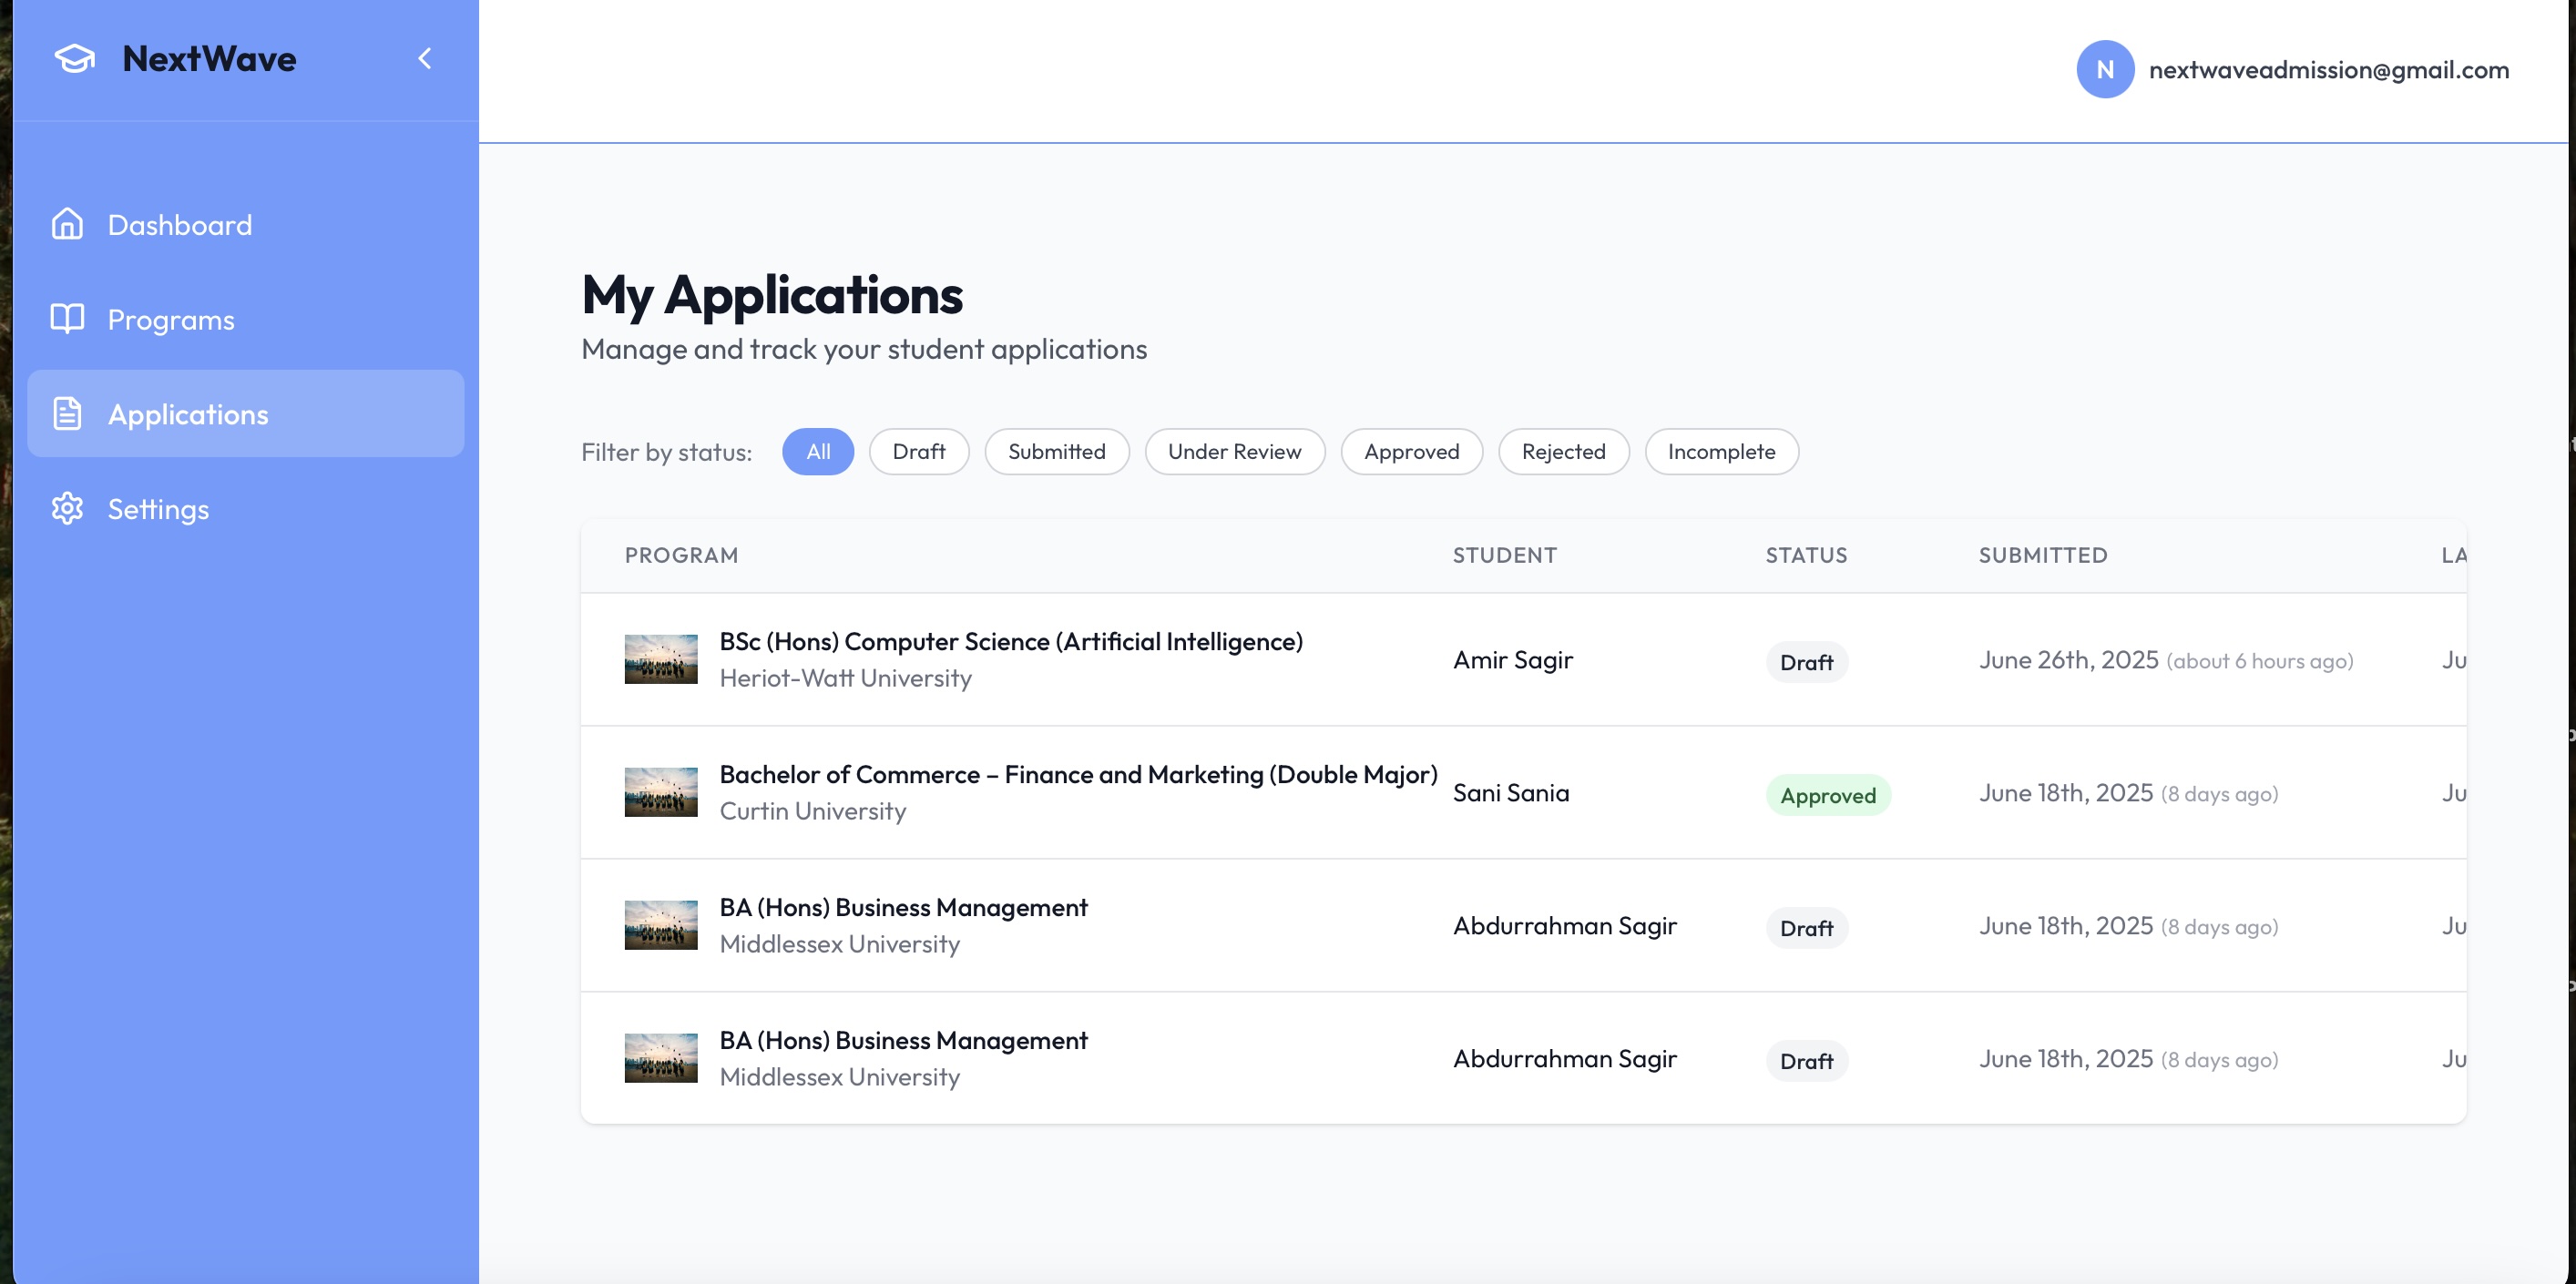 NextWave
N nextwaveadmission@gmail.com
Dashboard
Programs
Applications
Settings
My Applications
Manage and track your student applications
Filter by status: All Draft Submitted Under Review Approved Rejected Incomplete
PROGRAM STUDENT STATUS SUBMITTED LA
BSc (Hons) Computer Science (Artificial Intelligence)
Heriot-Watt University
Amir Sagir Draft June 26th, 2025 (about 6 hours ago) Ju
Bachelor of Commerce – Finance and Marketing (Double Major)
Curtin University
Sani Sania Approved June 18th, 2025 (8 days ago) Ju
BA (Hons) Business Management
Middlessex University
Abdurrahman Sagir Draft June 18th, 2025 (8 days ago) Ju
BA (Hons) Business Management
Middlessex University
Abdurrahman Sagir Draft June 18th, 2025 (8 days ago) Ju